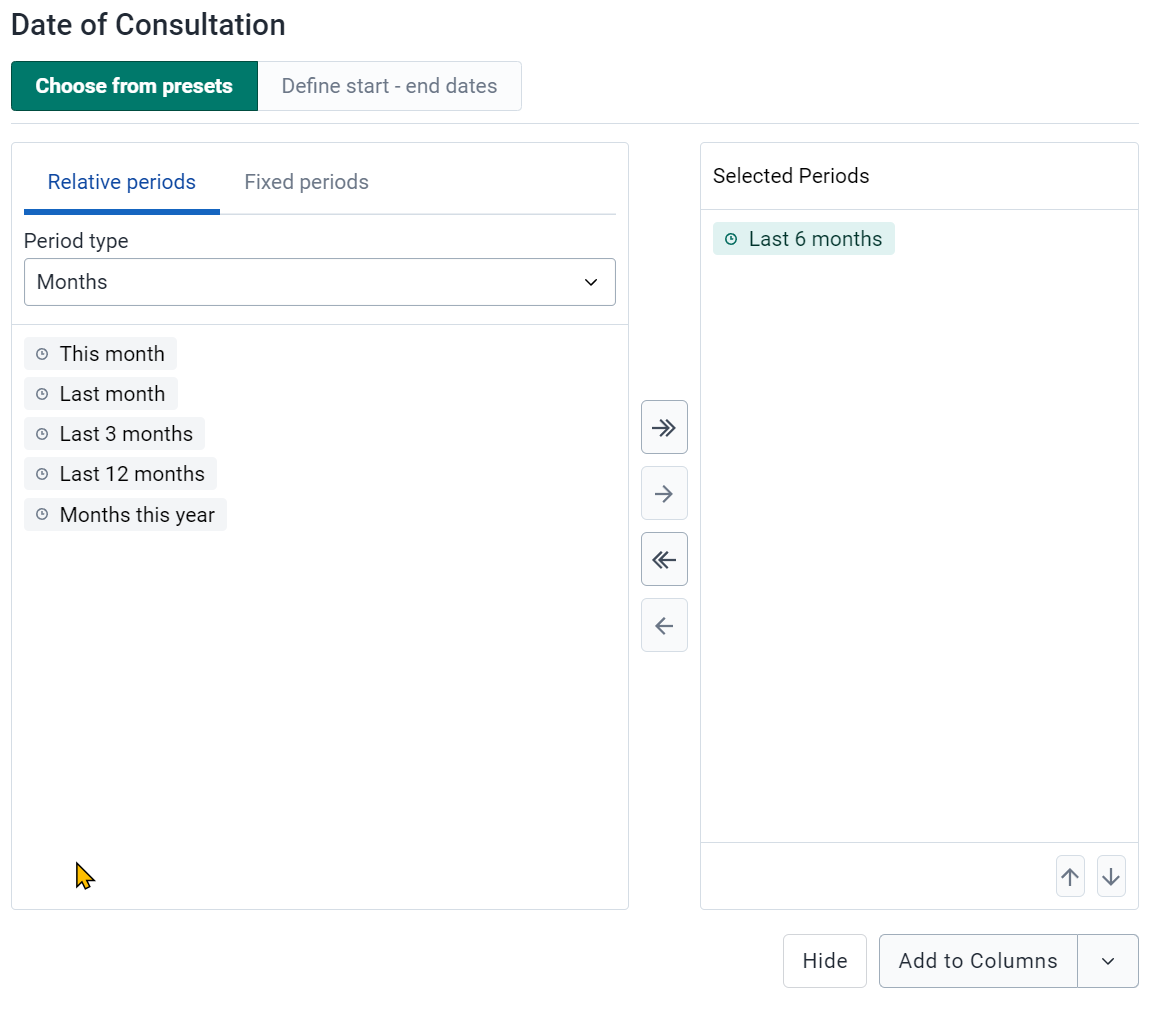 Date of Consultation
Choose from presets
Define start - end dates
Relative periods
Fixed periods
Period type
Months
This month
Last month
Last 3 months
Last 12 months
Months this year
Selected Periods
Last 6 months
Hide
Add to Columns